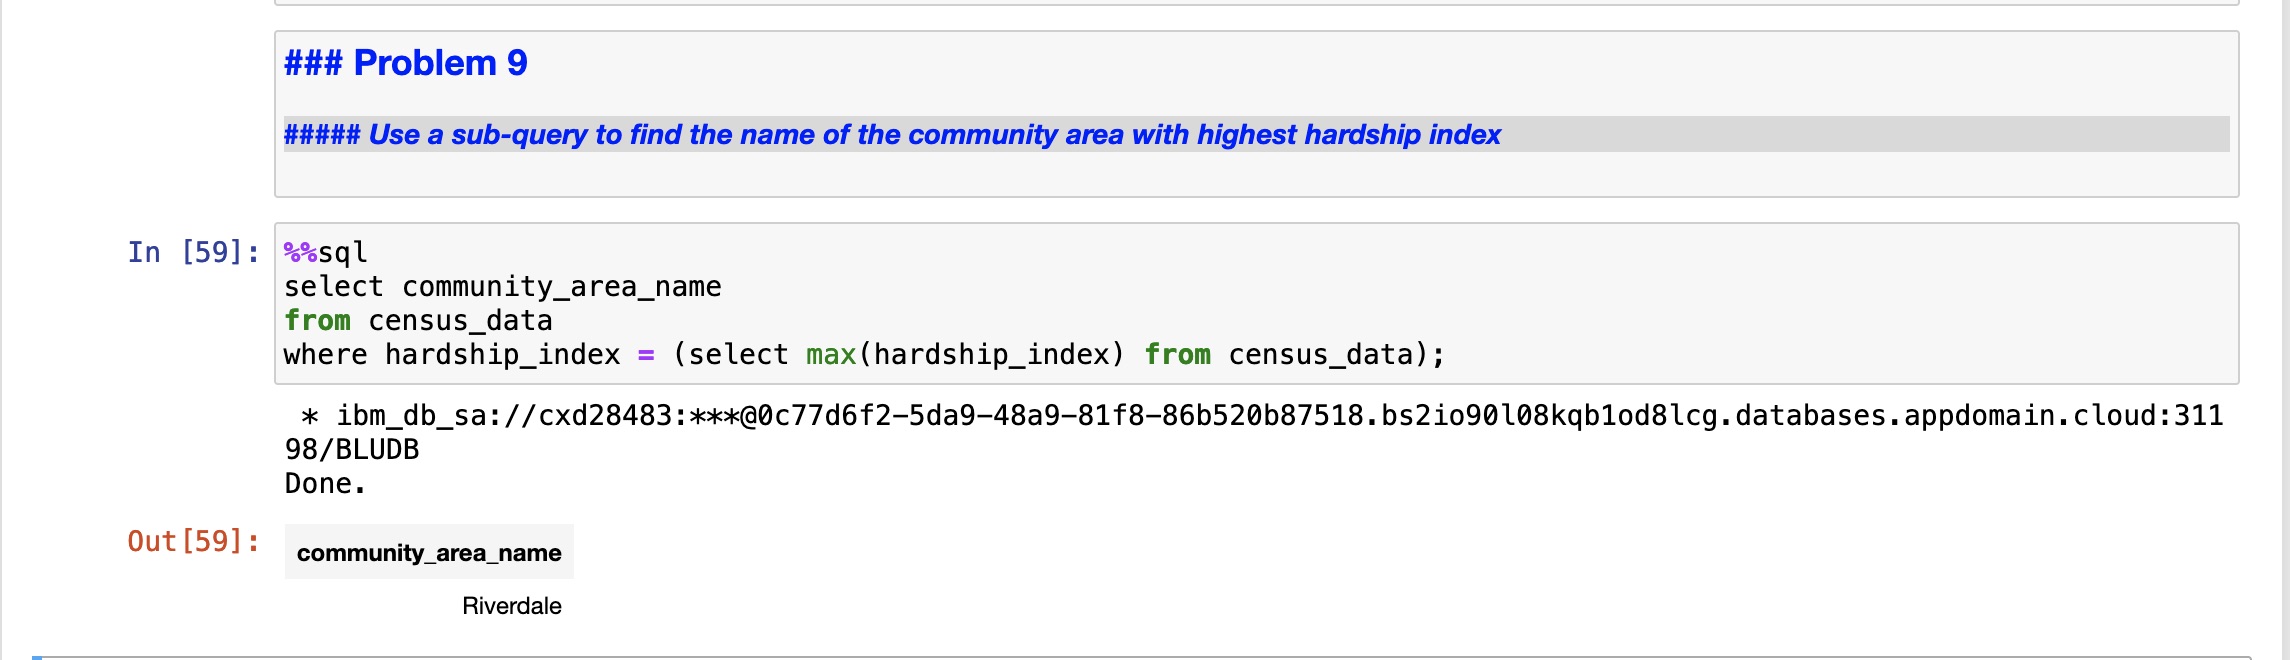 ### Problem 9
##### Use a sub-query to find the name of the community area with highest hardship index
In [59]:
%%sql
select community_area_name
from census_data
where hardship_index = (select max(hardship_index) from census_data);
* ibm_db_sa://cxd28483:***@0c77d6f2-5da9-48a9-81f8-86b520b87518.bs2io90l08kqb1od8lcg.databases.appdomain.cloud:311
98/BLUDB
Done.
Out[59]:
community_area_name
Riverdale